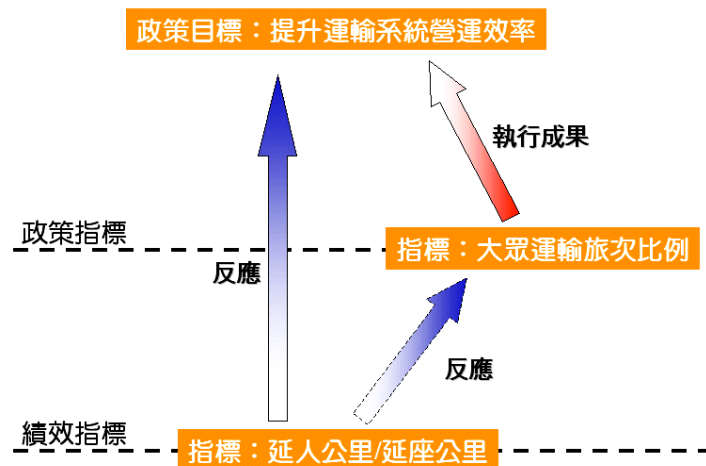 政策目標：提升運輸系統營運效率
執行成果
政策指標
指標：大眾運輸旅次比例
反應
反應
績效指標
指標：延人公里/延座公里